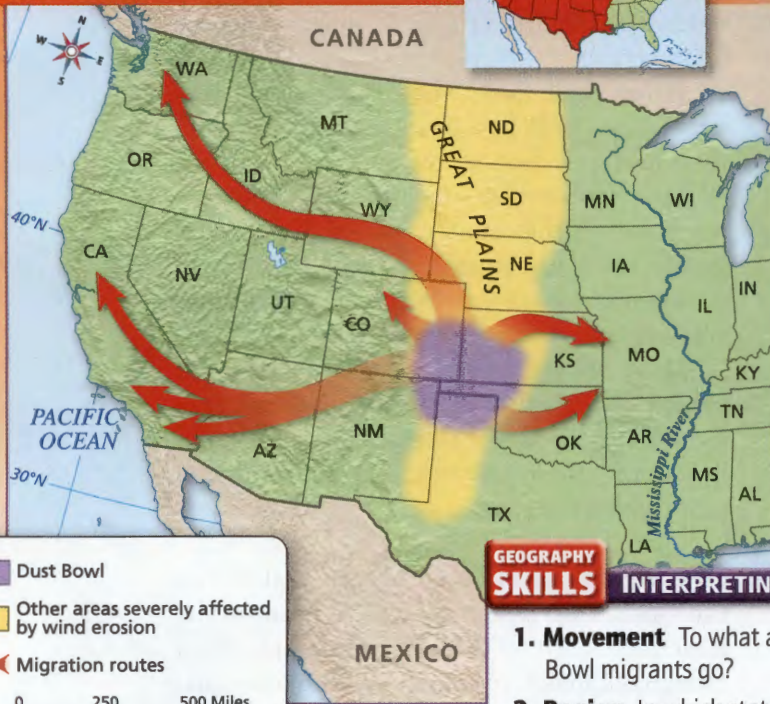 CANADA
N
W
E
S
WA
MT
ND
OR
ID
GREAT PLAINS
SD
MN
WI
WY
40°N
CA
NV
NE
IA
UT
CO
IL
IN
KS
MO
KY
PACIFIC
OCEAN
AZ
NM
OK
AR
TN
Mississippi River
MS
AL
30°N
TX
LA
Dust Bowl
Other areas severely affected
by wind erosion
Migration routes
0 250 500 Miles
MEXICO
GEOGRAPHY
SKILLS INTERPRETIN
1. Movement To what a
Bowl migrants go?